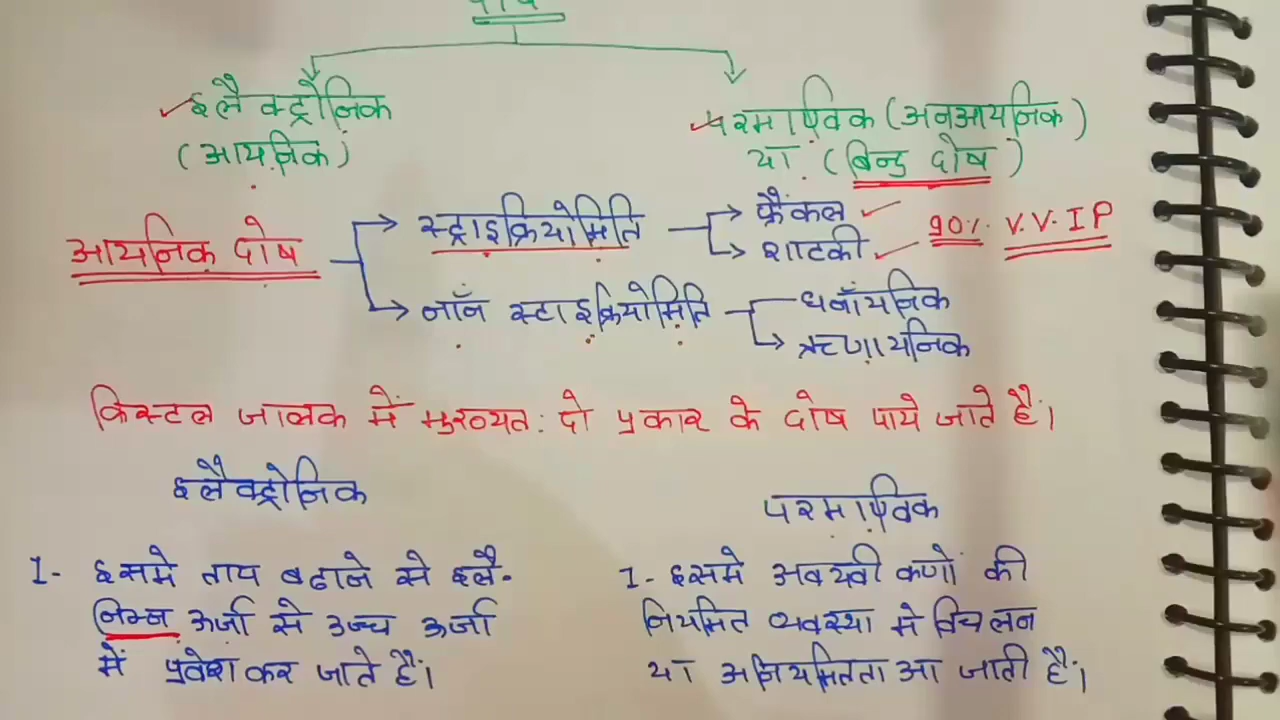 इलैक्ट्रौनिक
(आयनिक)
परमाण्विक (अनआयनिक)
या (बिन्दु दोष)
आयनिक दोष
स्ट्राइकियोमिति
फ्रैंकल
शाटकी
90% V.V.IP
नॉन स्टाइकियोमिति
धनॉयनिक
ऋणायनिक
क्रिस्टल जालक में मुख्यत: दो प्रकार के दोष पाये जाते हैं।
इलैक्ट्रोनिक
1- इसमे ताप बढाने से इलै॰
निम्न ऊर्जा से उच्च ऊर्जा
में प्रवेश कर जाते हैं।
परमाण्विक
1- इसमे अवयवी कणों की
नियमित व्यवस्था मे विचलन
या अनियमितता आ जाती है।